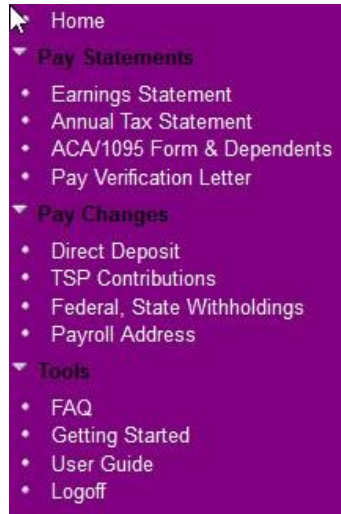 Home
Pay Statements
Earnings Statement
Annual Tax Statement
ACA/1095 Form & Dependents
Pay Verification Letter
Pay Changes
Direct Deposit
TSP Contributions
Federal, State Withholdings
Payroll Address
Tools
FAQ
Getting Started
User Guide
Logoff